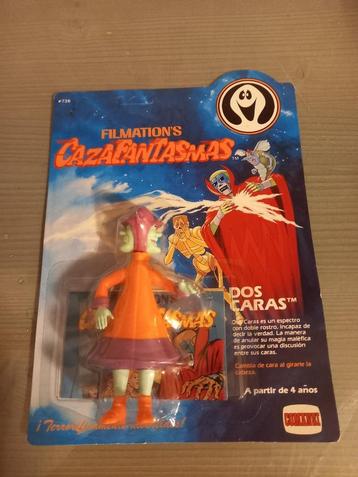 #736
FILMATION'S
CAZAFANTASMAS™
DOS
CARAS™
Dos Caras es un espectro
con doble rostro. Incapaz de
decir la verdad. La manera
de anular su magia maléfica
es provocar una discusión
entre sus caras.
Cambia de cara al girarle la
cabeza.
A partir de 4 años